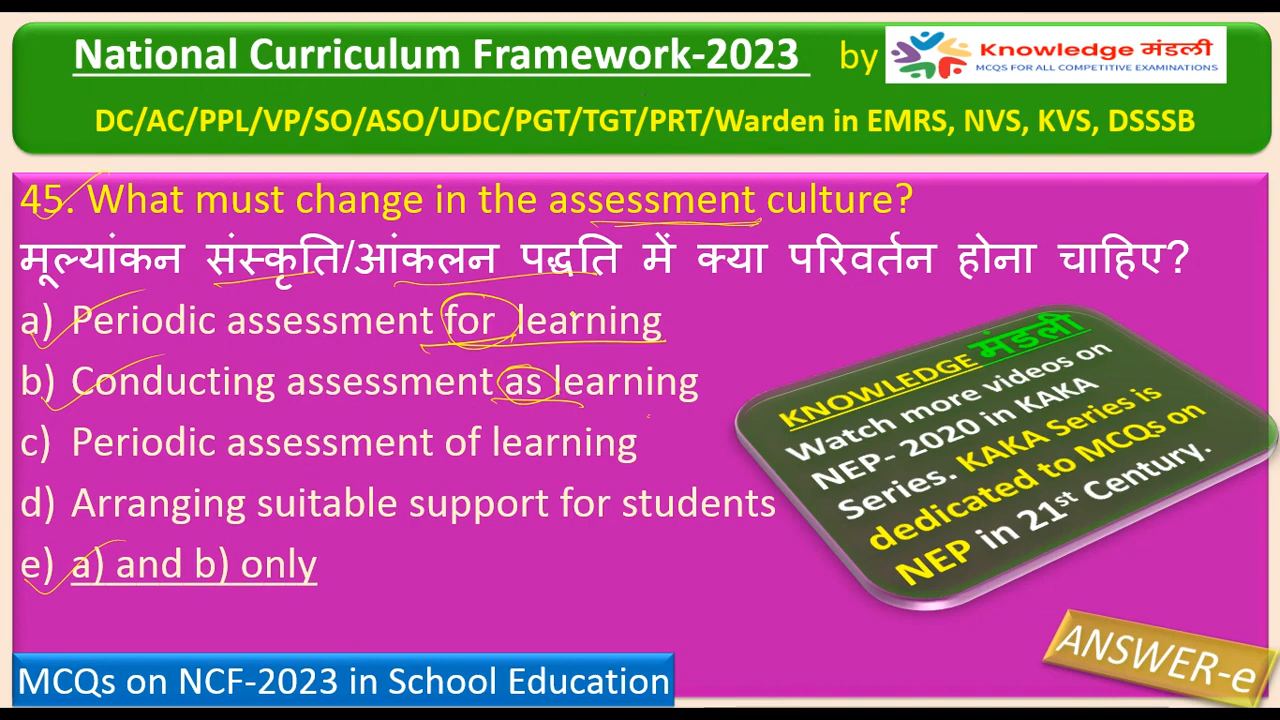 National Curriculum Framework-2023 by Knowledge मंडली
MCQS FOR ALL COMPETITIVE EXAMINATIONS
DC/AC/PPL/VP/SO/ASO/UDC/PGT/TGT/PRT/Warden in EMRS, NVS, KVS, DSSSB
45. What must change in the assessment culture?
मूल्यांकन संस्कृति/आंकलन पद्धति में क्या परिवर्तन होना चाहिए?
a) Periodic assessment for learning
b) Conducting assessment as learning
c) Periodic assessment of learning
d) Arranging suitable support for students
e) a) and b) only
KNOWLEDGE मंडली
Watch more videos on
NEP- 2020 in KAKA
Series. KAKA Series is
dedicated to MCQs on
NEP in 21st Century.
ANSWER-e
MCQs on NCF-2023 in School Education